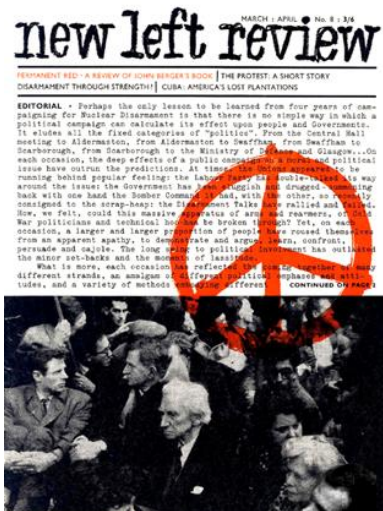 MARCH : APRIL No. 8 : 3/6
new left review
PERMANENT RED - A REVIEW OF JOHN BERGER'S BOOK | THE PROTEST: A SHORT STORY
DISARMAMENT THROUGH STRENGTH! | CUBA: AMERICA'S LOST PLANTATIONS
EDITORIAL • Perhaps the only lesson to be learned from four years of cam-
paigning for Nuclear Disarmament is that there is no simple way in which a
political campaign can calculate its effect upon people and Governments.
It eludes all the fixed categories of "politics". From the Central Hall
meeting to Aldermaston, from Aldermaston to Swaffham, from Swaffham to
Scarborough, from Scarborough to the Ministry of Defense and Glasgow...On
each occasion, the deep effects of a public campaign on a moral and political
issue have outrun the predictions. At times the Unions appeared to be
running behind popular feeling: the Labour Party has double-talked its way
around the issue: the Government has been sluggish and drugged -
back with one hand the Bomber Command it had, with the other, so
consigned to the scrap-heap: the Disarmament Talks have rallied and failed.
How, we felt, could this massive apparatus of arms and rearmers, of Cold
War politicians and technical be broken through? Yet, on each
occasion, a larger and larger proportion of people have roused themselves
from an apparent apathy, to demonstrate and argue, learn, confront,
persuade and cajole. The long swing to political involvement has outlasted
the minor set-backs and the moments of lassitude.
What is more, each occasion has reflected the coming together of many
different strands, an amalgam of different political emphases and atti-
tudes, and a variety of methods embodying different CONTINUED ON PAGE 1